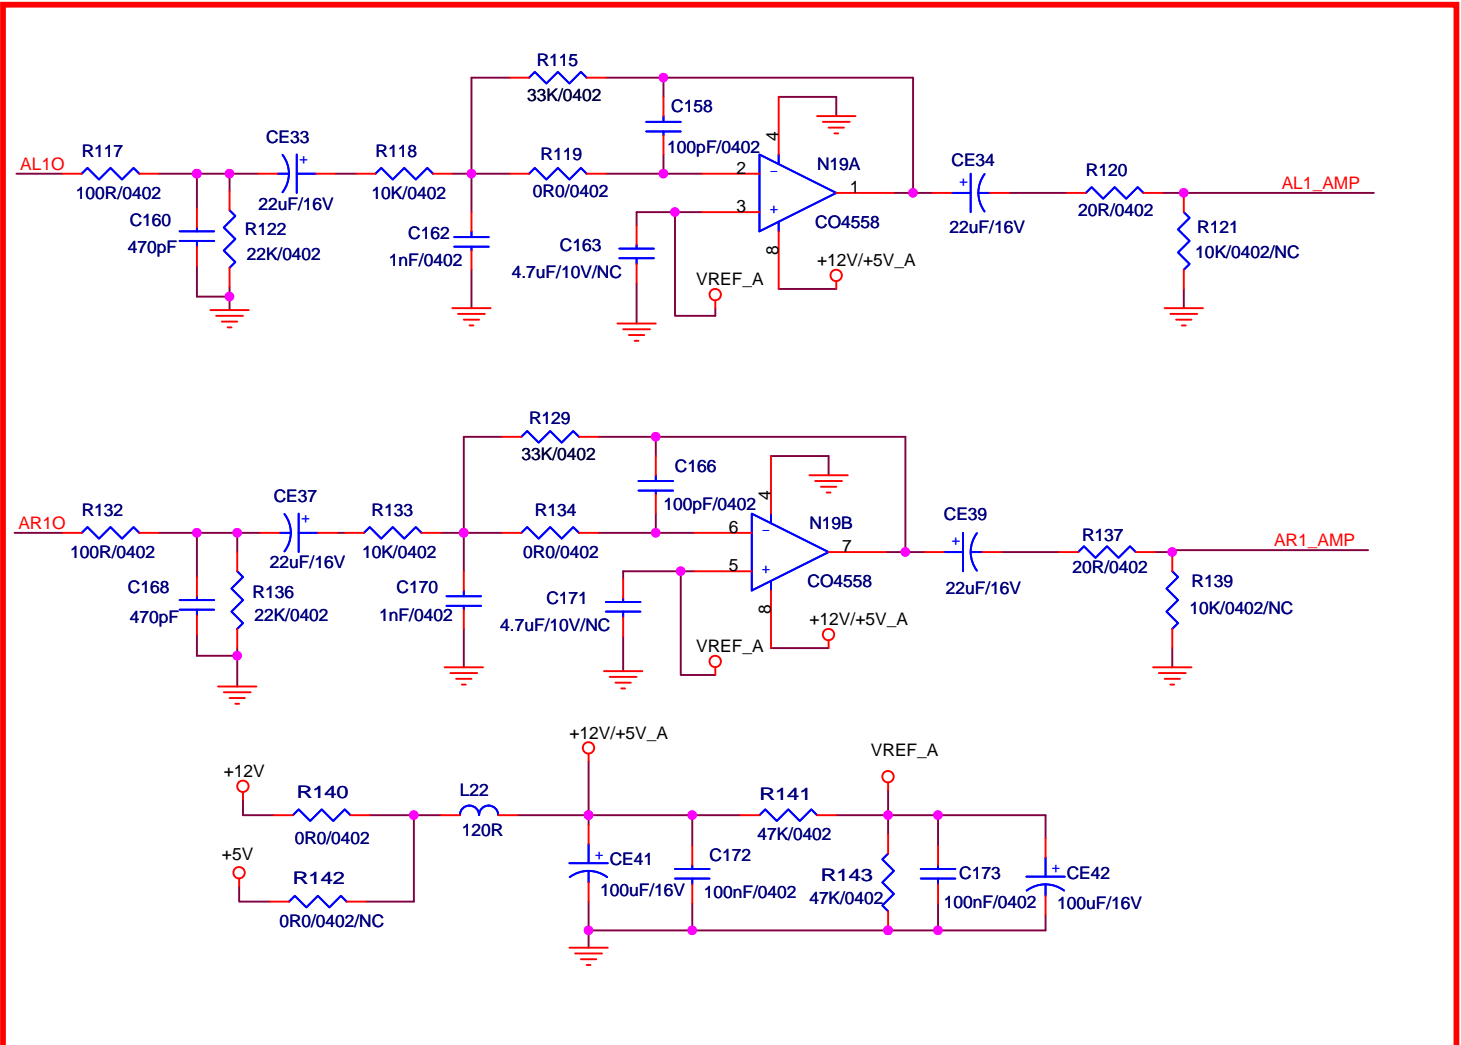 R115
33K/0402
C158
100pF/0402
4
AL1O
R117
100R/0402
CE33
22uF/16V
R118
10K/0402
R119
0R0/0402
2
3
-
+
N19A
1
CO4558
8
CE34
+
22uF/16V
R120
20R/0402
AL1_AMP
R121
10K/0402/NC
C160
470pF
R122
22K/0402
+
C162
1nF/0402
C163
4.7uF/10V/NC
VREF_A
+12V/+5V_A
R129
33K/0402
C166
100pF/0402
4
AR1O
R132
100R/0402
CE37
+
22uF/16V
R133
10K/0402
R134
0R0/0402
6
5
-
+
N19B
7
CO4558
8
CE39
+
22uF/16V
R137
20R/0402
AR1_AMP
R139
10K/0402/NC
C168
470pF
R136
22K/0402
C170
1nF/0402
C171
4.7uF/10V/NC
VREF_A
+12V/+5V_A
+12V
R140
0R0/0402
+5V
R142
0R0/0402/NC
L22
120R
+12V/+5V_A
+
CE41
100uF/16V
C172
100nF/0402
R141
47K/0402
VREF_A
R143
47K/0402
C173
100nF/0402
+
CE42
100uF/16V